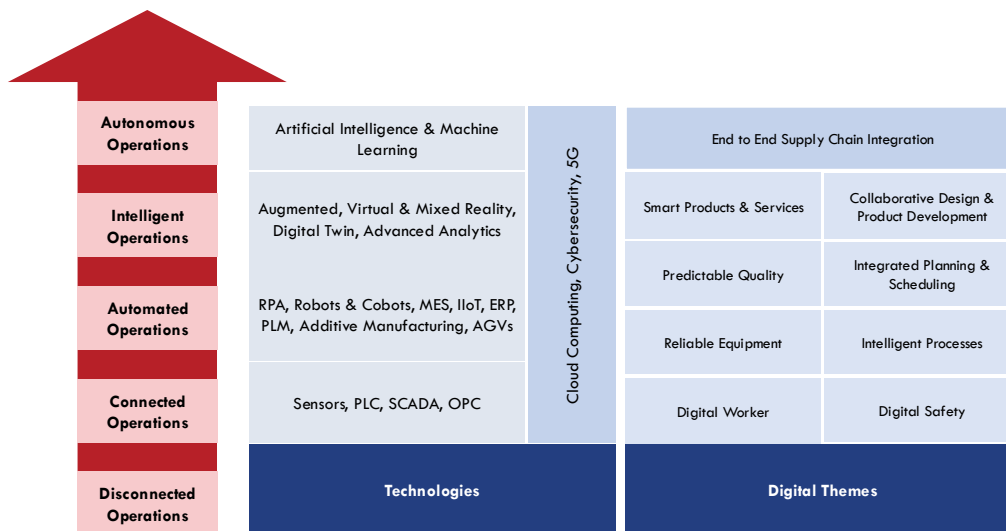 Autonomous
Operations
Intelligent
Operations
Automated
Operations
Connected
Operations
Disconnected
Operations
Artificial Intelligence & Machine
Learning
Augmented, Virtual & Mixed Reality,
Digital Twin, Advanced Analytics
RPA, Robots & Cobots, MES, IIoT, ERP,
PLM, Additive Manufacturing, AGVs
Sensors, PLC, SCADA, OPC
Cloud Computing, Cybersecurity, 5G
Technologies
End to End Supply Chain Integration
Smart Products & Services
Collaborative Design &
Product Development
Predictable Quality
Integrated Planning &
Scheduling
Reliable Equipment
Intelligent Processes
Digital Worker
Digital Safety
Digital Themes